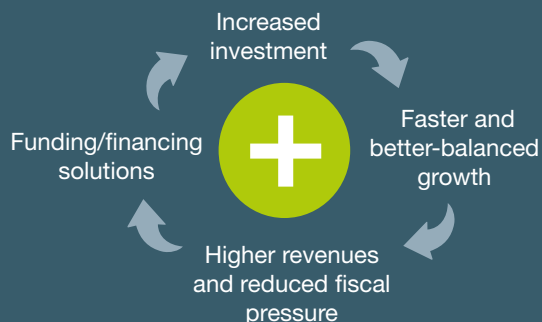 Increased
investment
Faster and
better-balanced
growth
Higher revenues
and reduced fiscal
pressure
Funding/financing
solutions